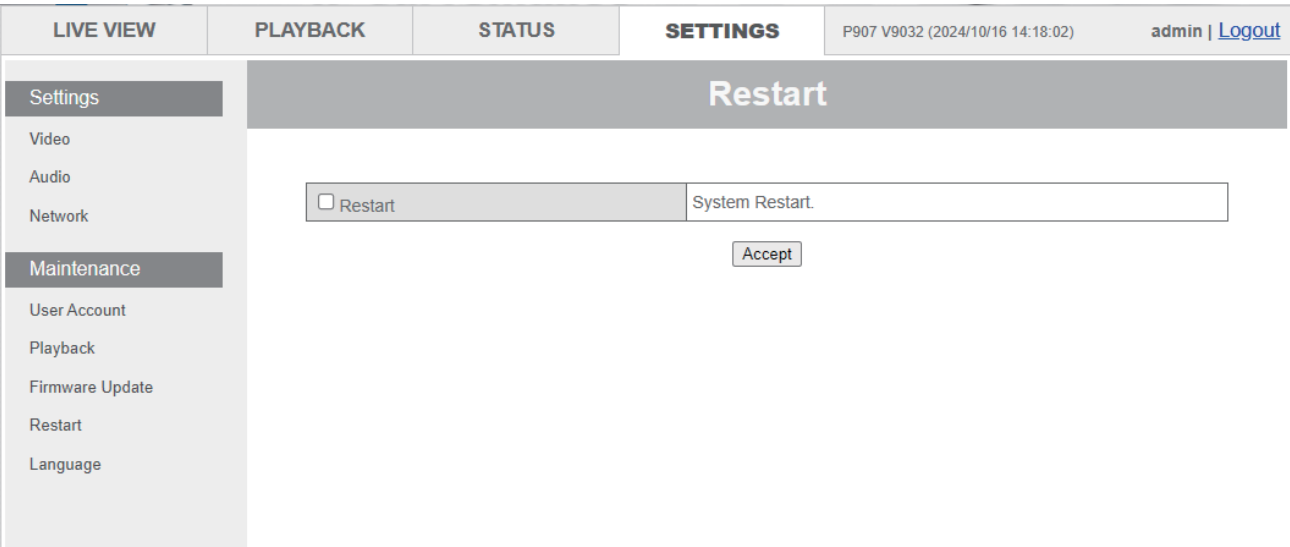 LIVE VIEW PLAYBACK STATUS SETTINGS P907 V9032 (2024/10/16 14:18:02) admin | Logout
Settings
Video
Audio
Network
Maintenance
User Account
Playback
Firmware Update
Restart
Language
Restart
Restart System Restart.
Accept